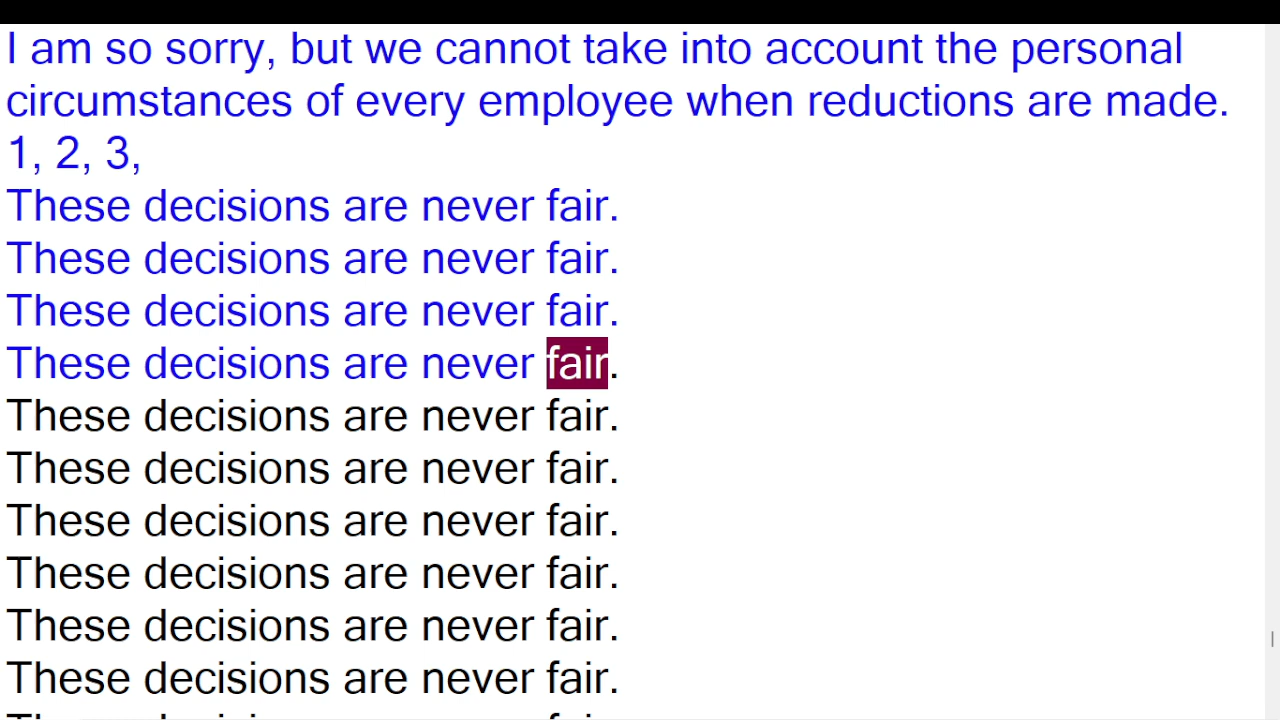 I am so sorry, but we cannot take into account the personal
circumstances of every employee when reductions are made.
1, 2, 3,
These decisions are never fair.
These decisions are never fair.
These decisions are never fair.
These decisions are never fair.
These decisions are never fair.
These decisions are never fair.
These decisions are never fair.
These decisions are never fair.
These decisions are never fair.
These decisions are never fair.